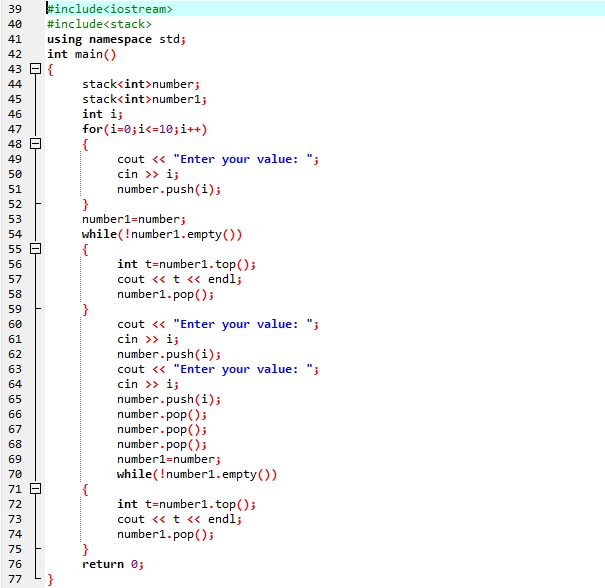 39 #include<iostream>
40 #include<stack>
41 using namespace std;
42 int main()
43 {
44 stack<int>number;
45 stack<int>number1;
46 int i;
47 for(i=0;i<=10;i++)
48 {
49 cout << "Enter your value: ";
50 cin >> i;
51 number.push(i);
52 }
53 number1=number;
54 while(!number1.empty())
55 {
56 int t=number1.top();
57 cout << t << endl;
58 number1.pop();
59 }
60 cout << "Enter your value: ";
61 cin >> i;
62 number.push(i);
63 cout << "Enter your value: ";
64 cin >> i;
65 number.push(i);
66 number.pop();
67 number.pop();
68 number.pop();
69 number1=number;
70 while(!number1.empty())
71 {
72 int t=number1.top();
73 cout << t << endl;
74 number1.pop();
75 }
76 return 0;
77 }